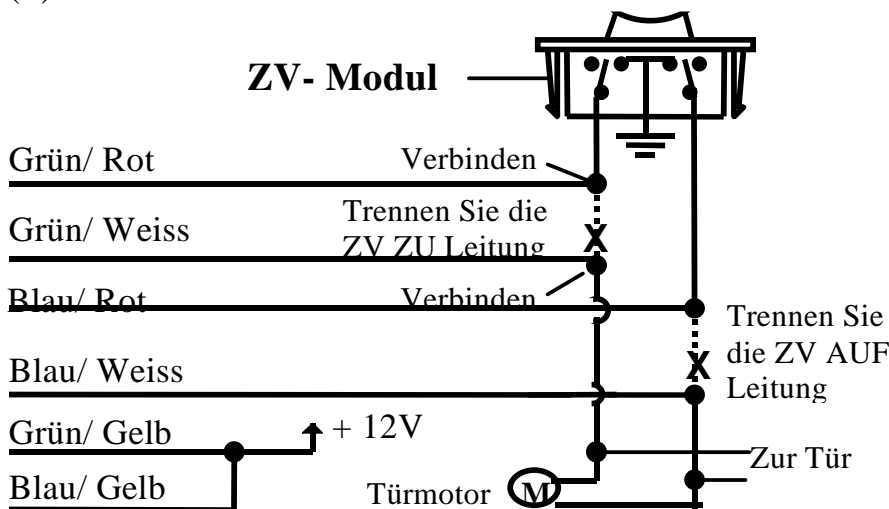 ZV- Modul
Grün/ Rot
Verbinden
Grün/ Weiss
Trennen Sie die
ZV ZU Leitung
X
Blau/ Rot
Verbinden
Trennen Sie
die ZV AUF
Leitung
X
Blau/ Weiss
Grün/ Gelb
+ 12V
Zur Tür
Blau/ Gelb
Türmotor
M